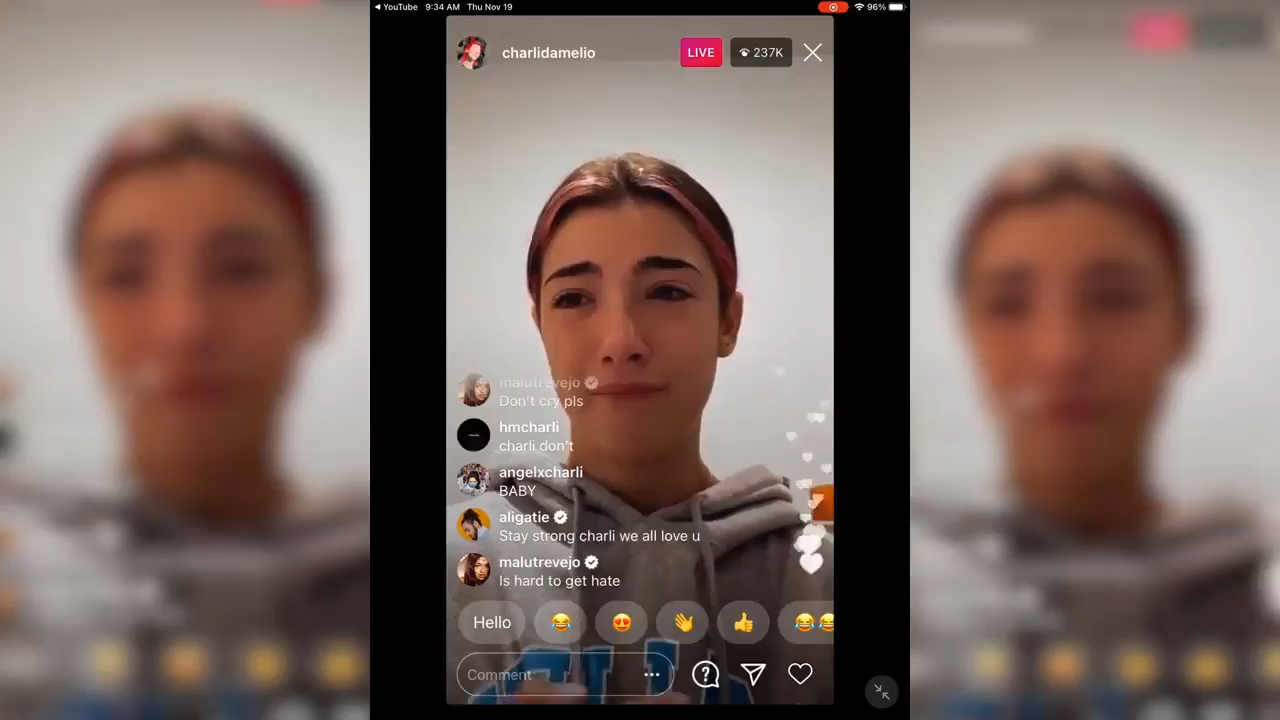 YouTube 9:34 AM Thu Nov 19 96%
charlidamelio LIVE 237K
malutrevejo
Don't cry pls
hmcharli
charli don't
angelxcharli
BABY
aligatie
Stay strong charli we all love u
malutrevejo
Is hard to get hate
Hello
Comment